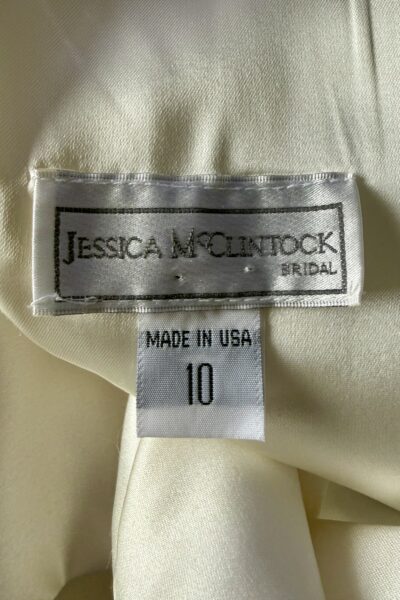 JESSICA McCLINTOCK
BRIDAL
MADE IN USA
10